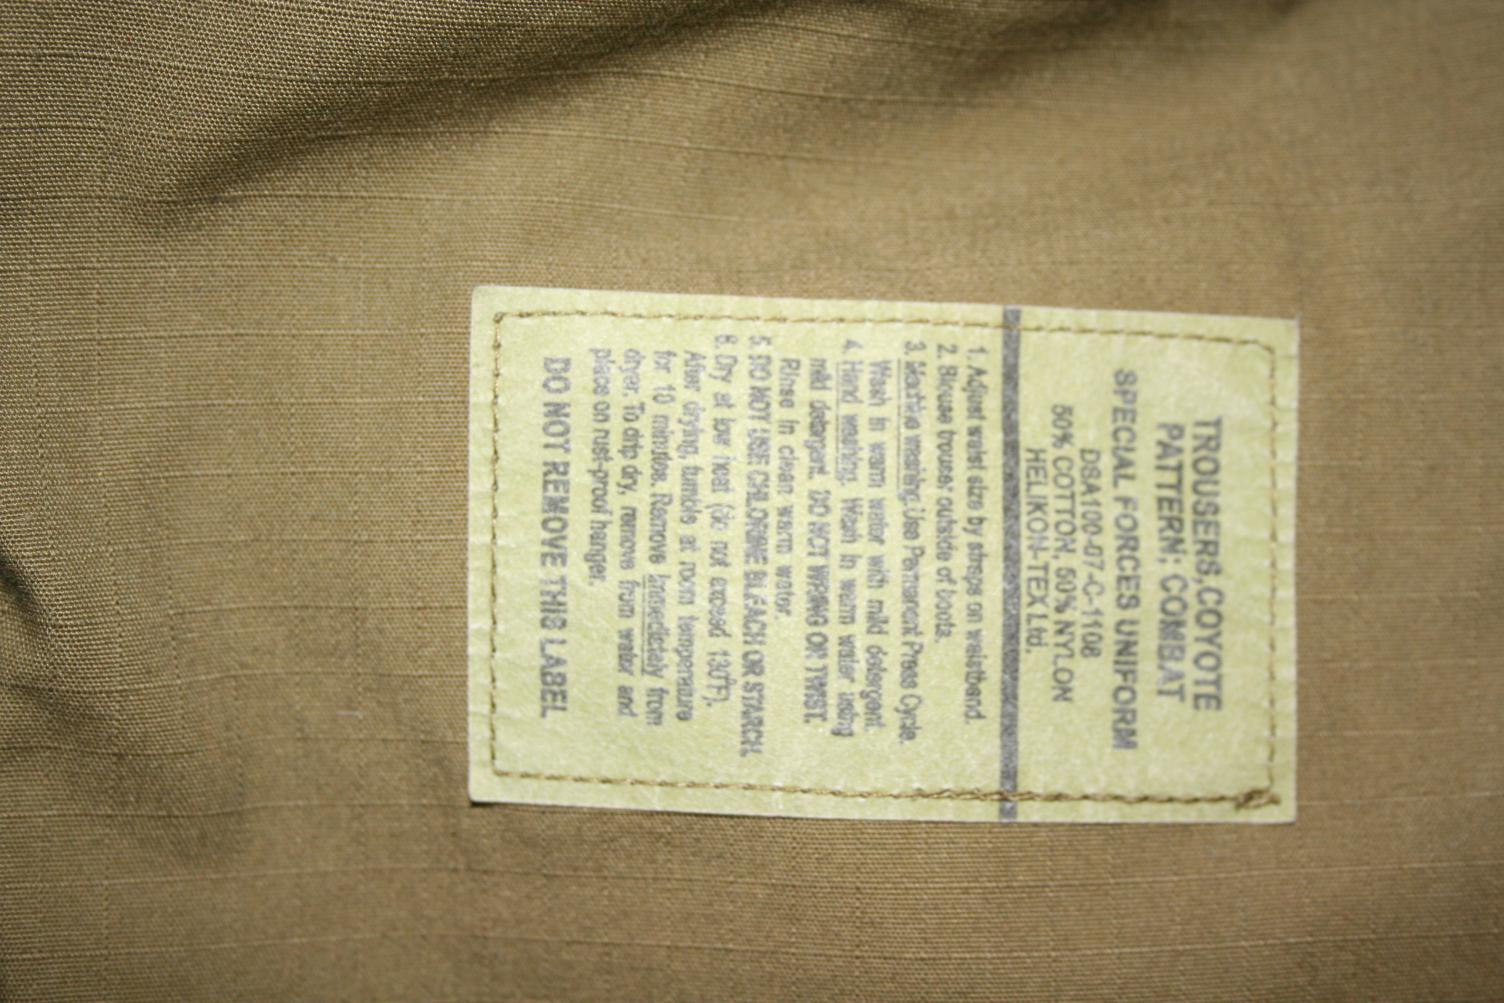 TROUSERS, COYOTE
PATTERN: COMBAT
SPECIAL FORCES UNIFORM
DSA100-07-C-1108
50% COTTON, 50% NYLON
HELIKON-TEX Ltd.
1. Adjust waist size by straps on waistband.
2. Blouse trouser outside of boots.
3. Machine washing: Use Permanent Press Cycle.
Wash in warm water with mild detergent.
4. Hand washing. Wash in warm water using
mild detergent. DO NOT WRING OR TWIST.
Rinse in clean warm water.
5. DO NOT USE CHLORINE BLEACH OR STARCH.
6. Dry at low heat (do not exceed 130°F).
After drying, tumble at room temperature
for 10 minutes. Remove immediately from
dryer. To drip dry, remove from water and
place on rust-proof hanger.
DO NOT REMOVE THIS LABEL